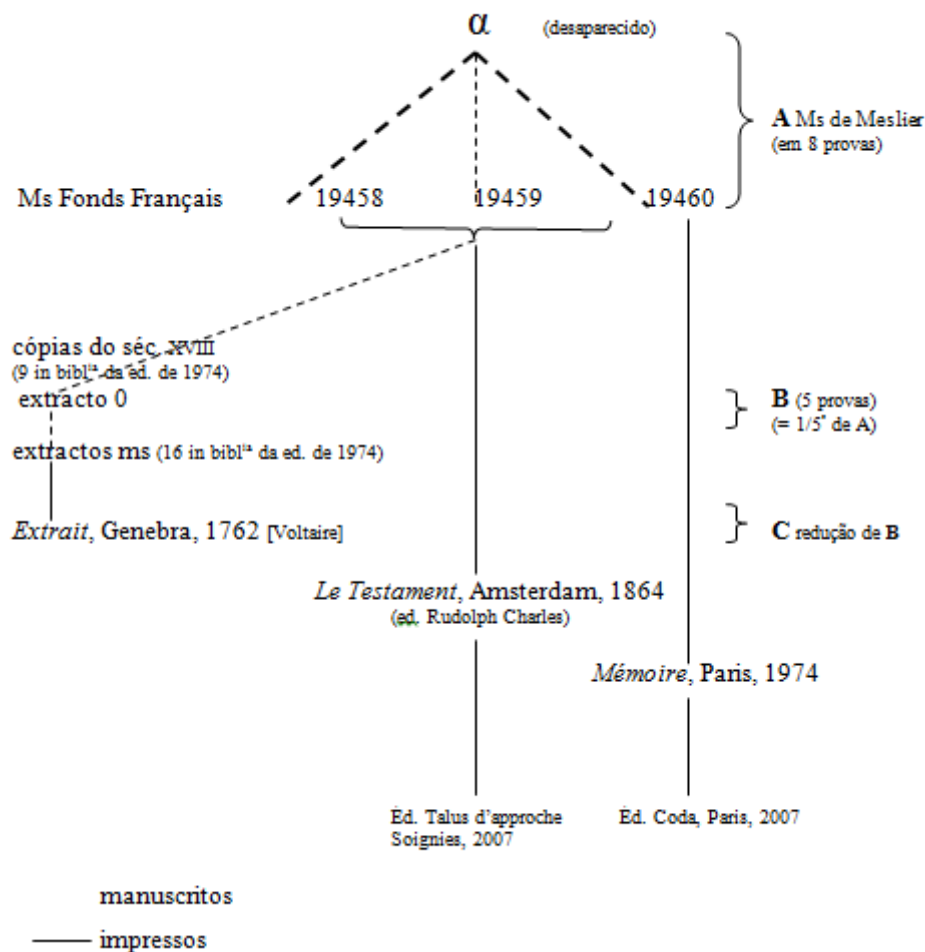 α (desaparecido)
A Ms de Meslier
(em 8 provas)
Ms Fonds Français 19458 19459 19460
cópias do séc. XVIII
(9 in bibl.ia da ed. de 1974)
extracto 0
B (5 provas)
(= 1/5ª de A)
extractos ms (16 in bibl.ia da ed. de 1974)
Extrait, Genebra, 1762 [Voltaire]
C redução de B
Le Testament, Amsterdam, 1864
(ed. Rudolph Charles)
Mémoire, Paris, 1974
Éd. Talus d’approche
Soignies, 2007
Éd. Coda, Paris, 2007
manuscritos
impressos